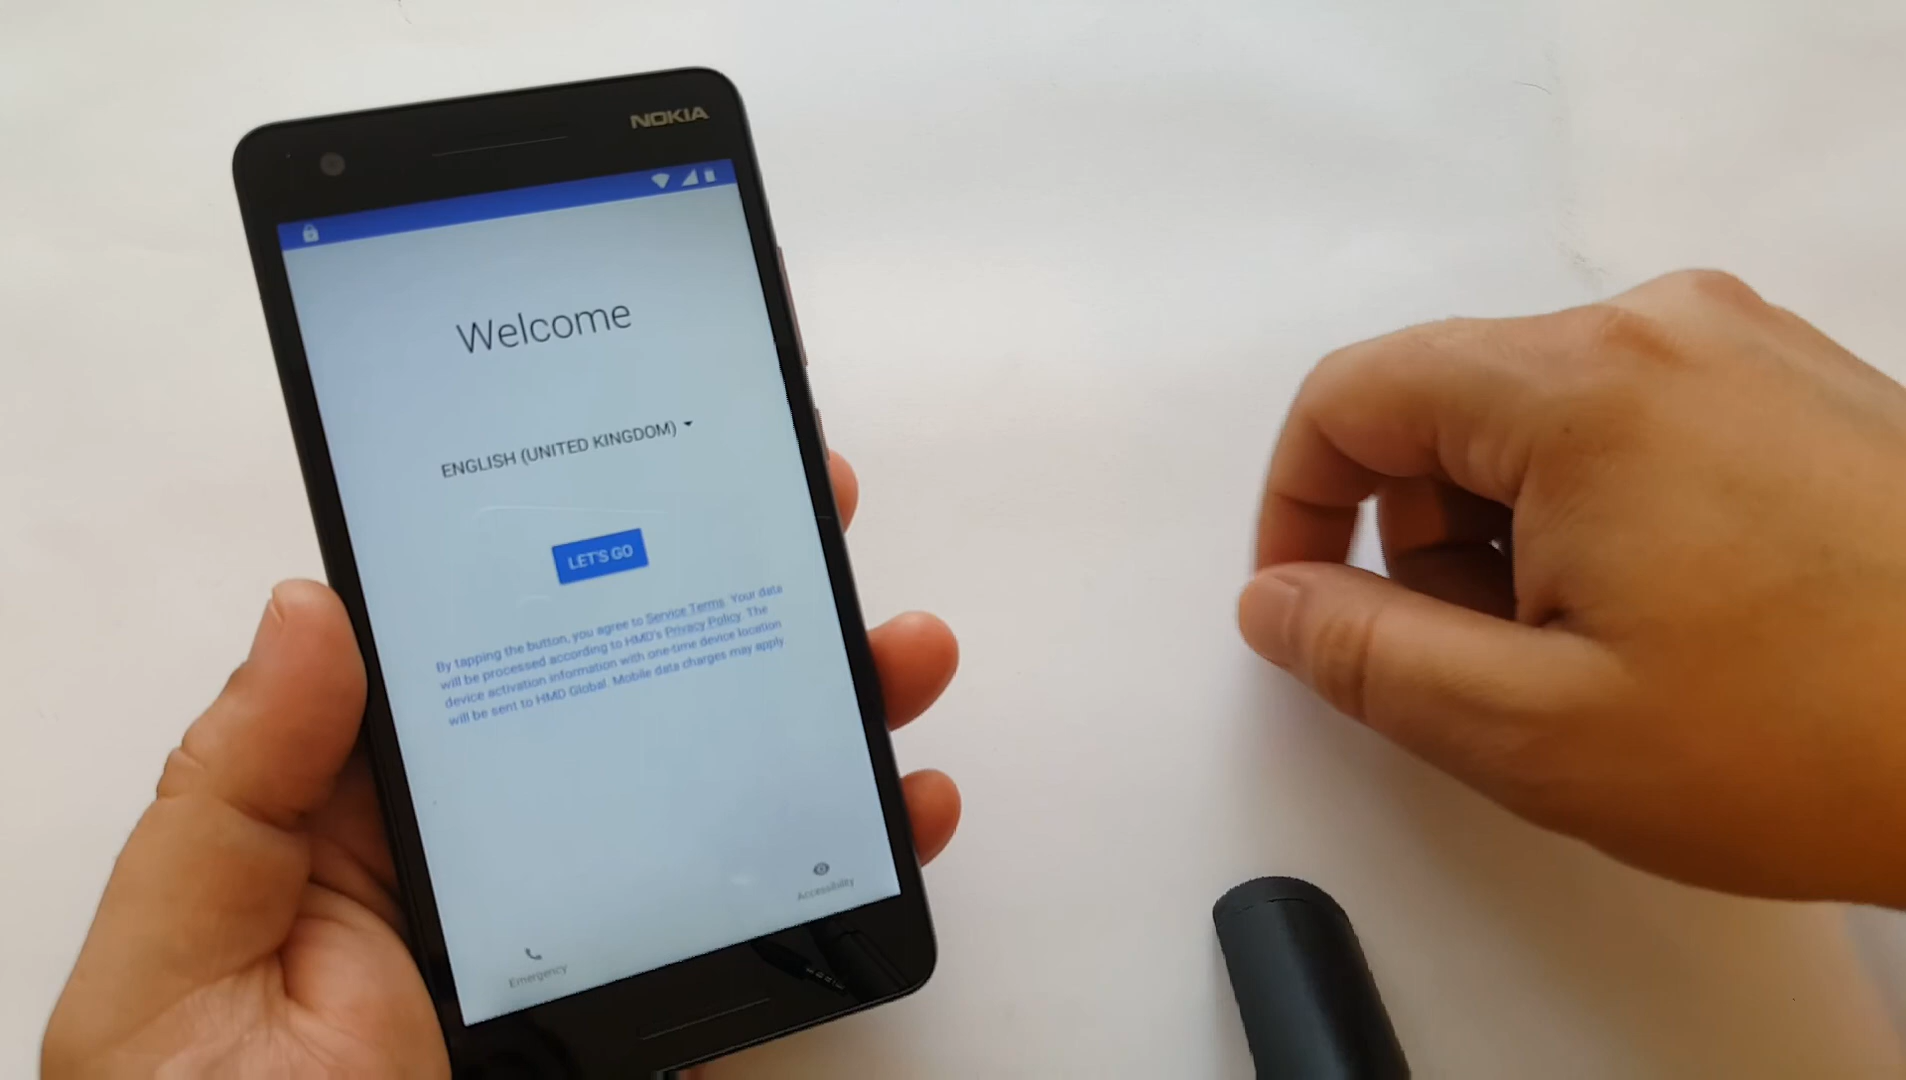 NOKIA
Welcome
ENGLISH (UNITED KINGDOM)
LET'S GO
By tapping the button, you agree to Service Terms. Your data
will be processed according to HMD's Privacy Policy. The
device activation information with one-time device location
will be sent to HMD Global. Mobile data charges may apply.
Accessibility
Emergency